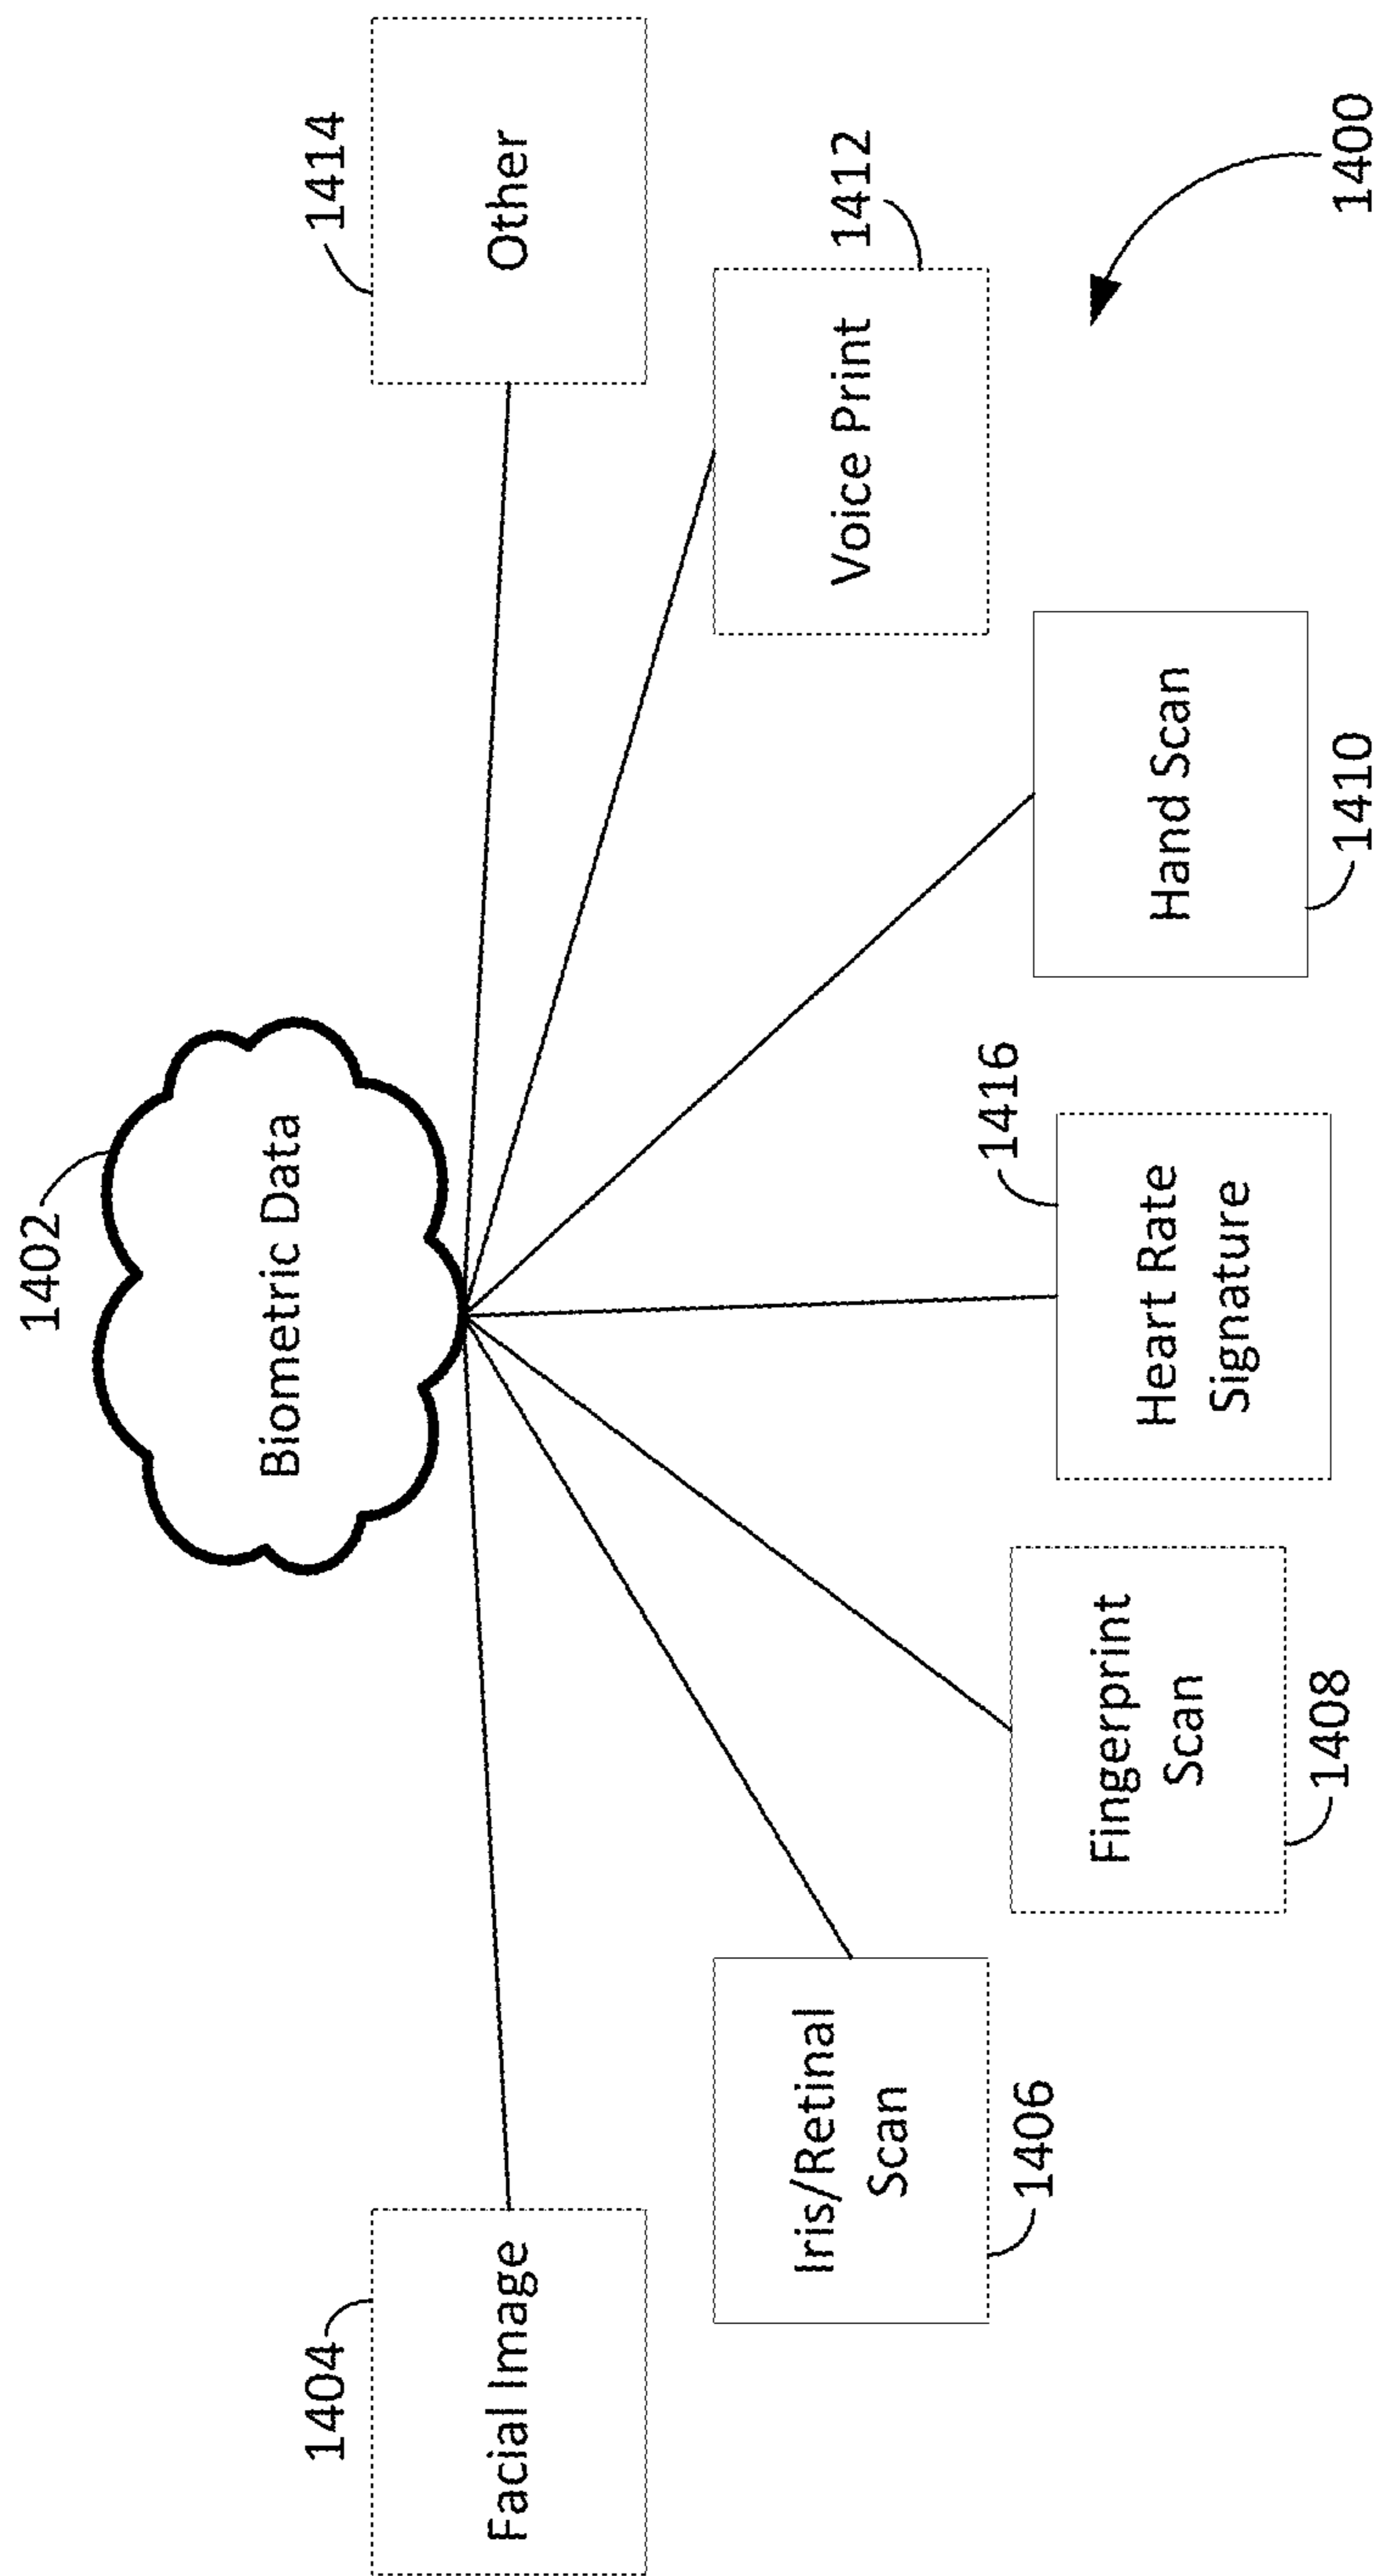 1402
Biometric Data
1404
Facial Image
1414
Other
Iris/Retinal
Scan
1406
Voice Print
1412
Fingerprint
Scan
1408
1416
Heart Rate
Signature
Hand Scan
1410
1400